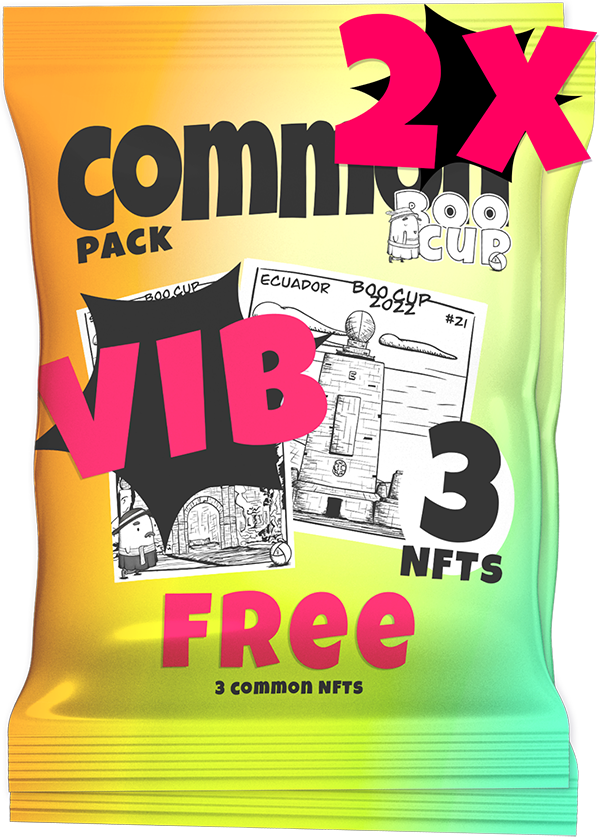 2X
common
PACK
BOO
CUP
BOO CUP
ECUADOR BOO CUP
2022
#21
VIB
3
NFTS
FRee
3 common NFTs